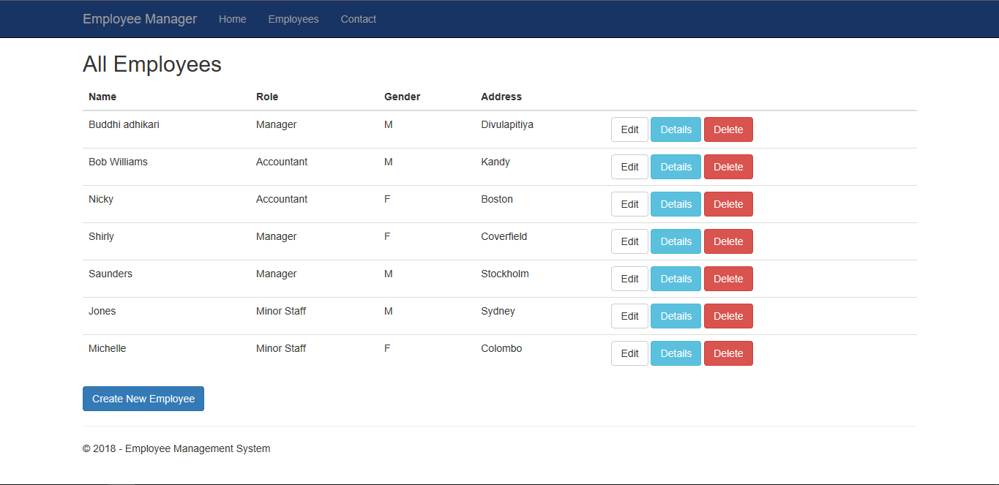 Employee Manager Home Employees Contact
All Employees
Name Role Gender Address
Buddhi adhikari Manager M Divulapitiya Edit Details Delete
Bob Williams Accountant M Kandy Edit Details Delete
Nicky Accountant F Boston Edit Details Delete
Shirly Manager F Coverfield Edit Details Delete
Saunders Manager M Stockholm Edit Details Delete
Jones Minor Staff M Sydney Edit Details Delete
Michelle Minor Staff F Colombo Edit Details Delete
Create New Employee
© 2018 - Employee Management System